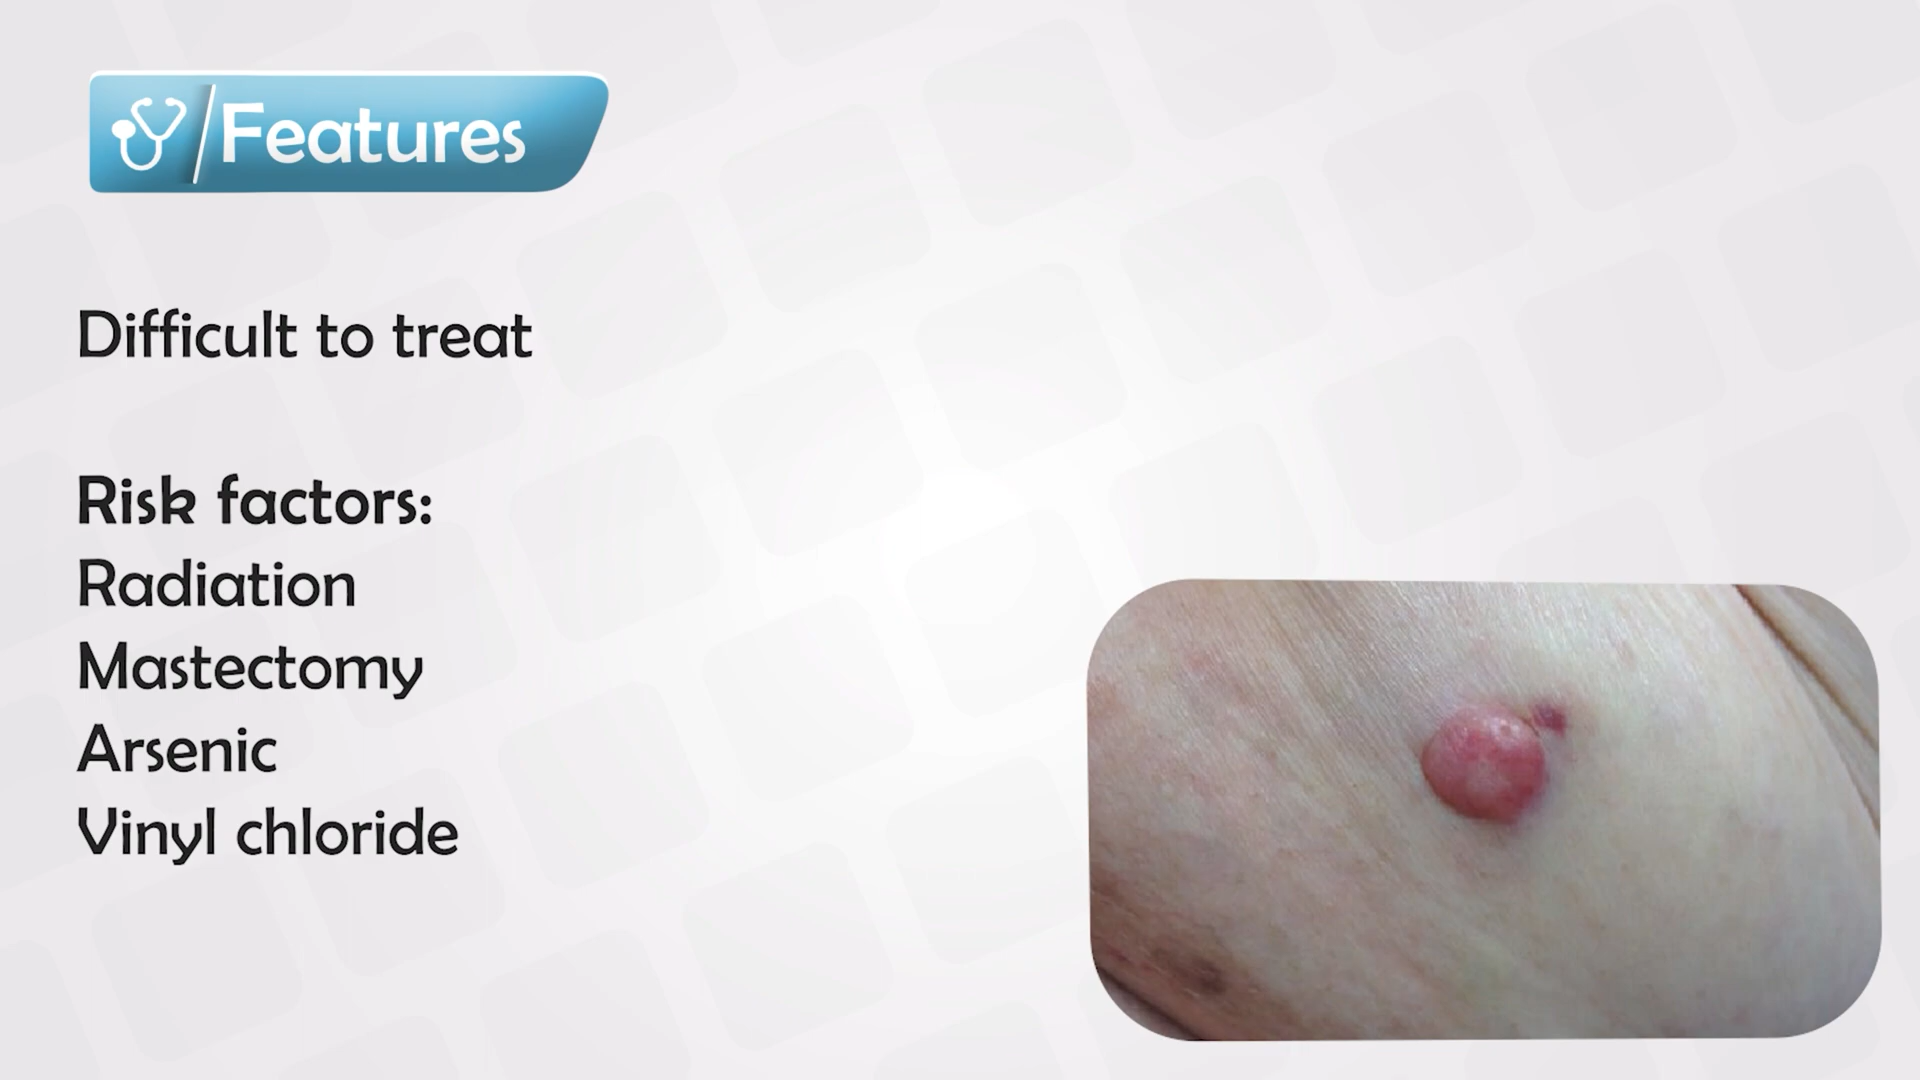 Features
Difficult to treat
Risk factors:
Radiation
Mastectomy
Arsenic
Vinyl chloride